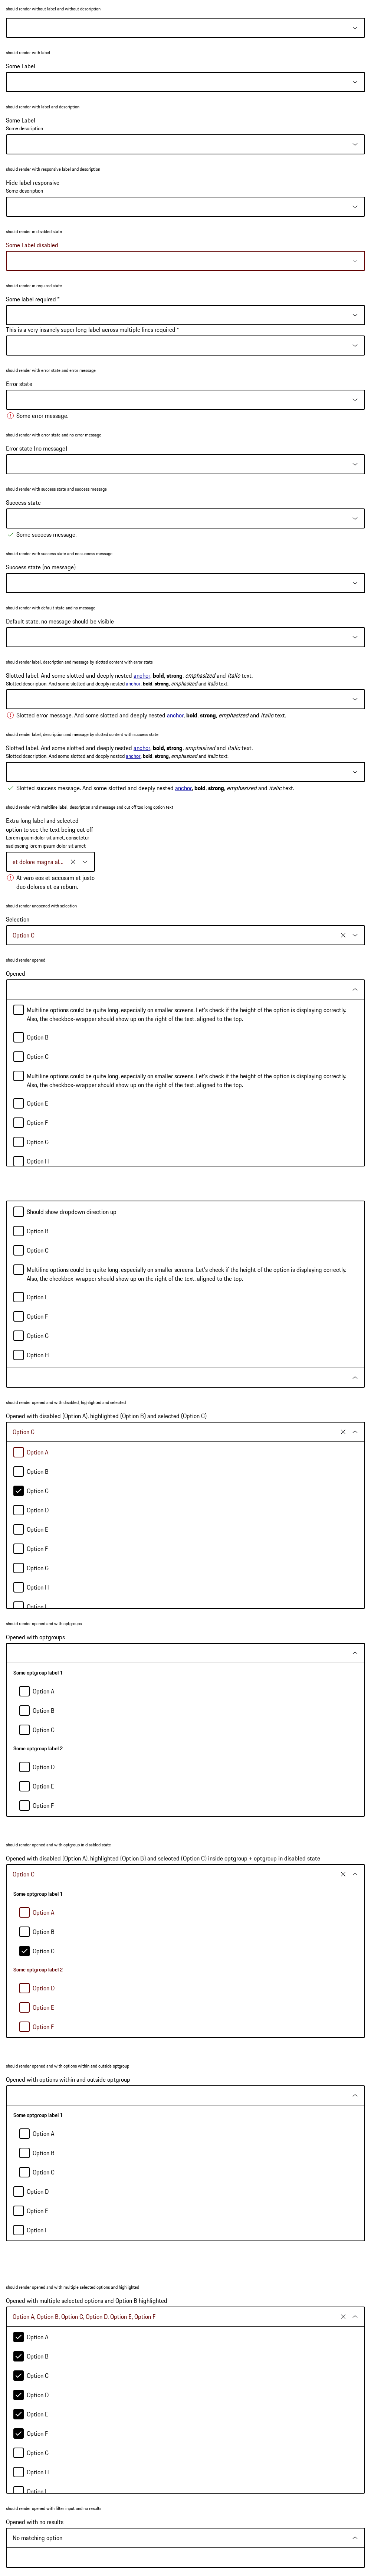 should render without label and without description
should render with label
Some Label
should render with label and description
Some Label
Some description
should render with responsive label and description
Hide label responsive
Some description
should render in disabled state
Some Label disabled
should render in required state
Some label required *
This is a very insanely super long label across multiple lines required *
should render with error state and error message
Error state
Some error message.
should render with error state and no error message
Error state (no message)
should render with success state and success message
Success state
Some success message.
should render with success state and no success message
Success state (no message)
should render with default state and no message
Default state, no message should be visible
should render label, description and message by slotted content with error state
Slotted label. And some slotted and deeply nested anchor, bold, strong, emphasized and italic text.
Slotted description. And some slotted and deeply nested anchor, bold, strong, emphasized and italic text.
Slotted error message. And some slotted and deeply nested anchor, bold, strong, emphasized and italic text.
should render label, description and message by slotted content with success state
Slotted label. And some slotted and deeply nested anchor, bold, strong, emphasized and italic text.
Slotted description. And some slotted and deeply nested anchor, bold, strong, emphasized and italic text.
Slotted success message. And some slotted and deeply nested anchor, bold, strong, emphasized and italic text.
should render with multiline label, description and message and cut off too long option text
Extra long label and selected
option to see the text being cut off
Lorem ipsum dolor sit amet, consetetur
sadipscing lorem ipsum dolor sit amet
et dolore magna al...
At vero eos et accusam et justo
duo dolores et ea rebum.
should render unopened with selection
Selection
Option C
should render opened
Opened
Multiline options could be quite long, especially on smaller screens. Let's check if the height of the option is displaying correctly.
Also, the checkbox-wrapper should show up on the right of the text, aligned to the top.
Option B
Option C
Multiline options could be quite long, especially on smaller screens. Let's check if the height of the option is displaying correctly.
Also, the checkbox-wrapper should show up on the right of the text, aligned to the top.
Option E
Option F
Option G
Option H
Should show dropdown direction up
Option B
Option C
Multiline options could be quite long, especially on smaller screens. Let's check if the height of the option is displaying correctly.
Also, the checkbox-wrapper should show up on the right of the text, aligned to the top.
Option E
Option F
Option G
Option H
should render opened and with disabled, highlighted and selected
Opened with disabled (Option A), highlighted (Option B) and selected (Option C)
Option C
Option A
Option B
Option C
Option D
Option E
Option F
Option G
Option H
Option I
should render opened and with optgroups
Opened with optgroups
Some optgroup label 1
Option A
Option B
Option C
Some optgroup label 2
Option D
Option E
Option F
should render opened and with optgroup in disabled state
Opened with disabled (Option A), highlighted (Option B) and selected (Option C) inside optgroup + optgroup in disabled state
Option C
Some optgroup label 1
Option A
Option B
Option C
Some optgroup label 2
Option D
Option E
Option F
should render opened and with options within and outside optgroup
Opened with options within and outside optgroup
Some optgroup label 1
Option A
Option B
Option C
Option D
Option E
Option F
should render opened and with multiple selected options and highlighted
Opened with multiple selected options and Option B highlighted
Option A, Option B, Option C, Option D, Option E, Option F
Option A
Option B
Option C
Option D
Option E
Option F
Option G
Option H
Option I
should render opened with filter input and no results
Opened with no results
No matching option
---